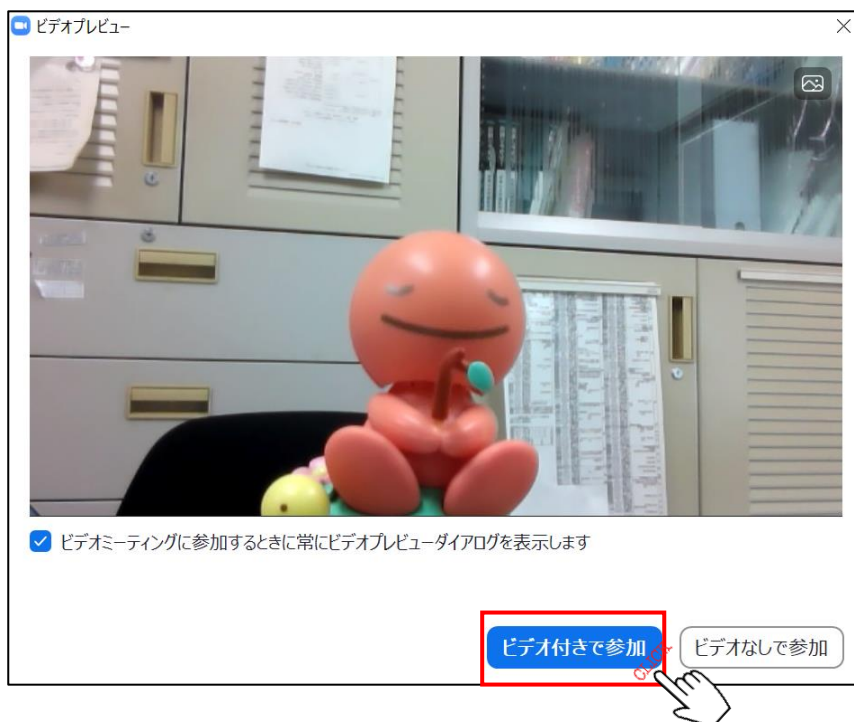 ビデオプレビュー
ビデオミーティングに参加するときに常にビデオプレビューダイアログを表示します
ビデオ付きで参加
CLICK
ビデオなしで参加